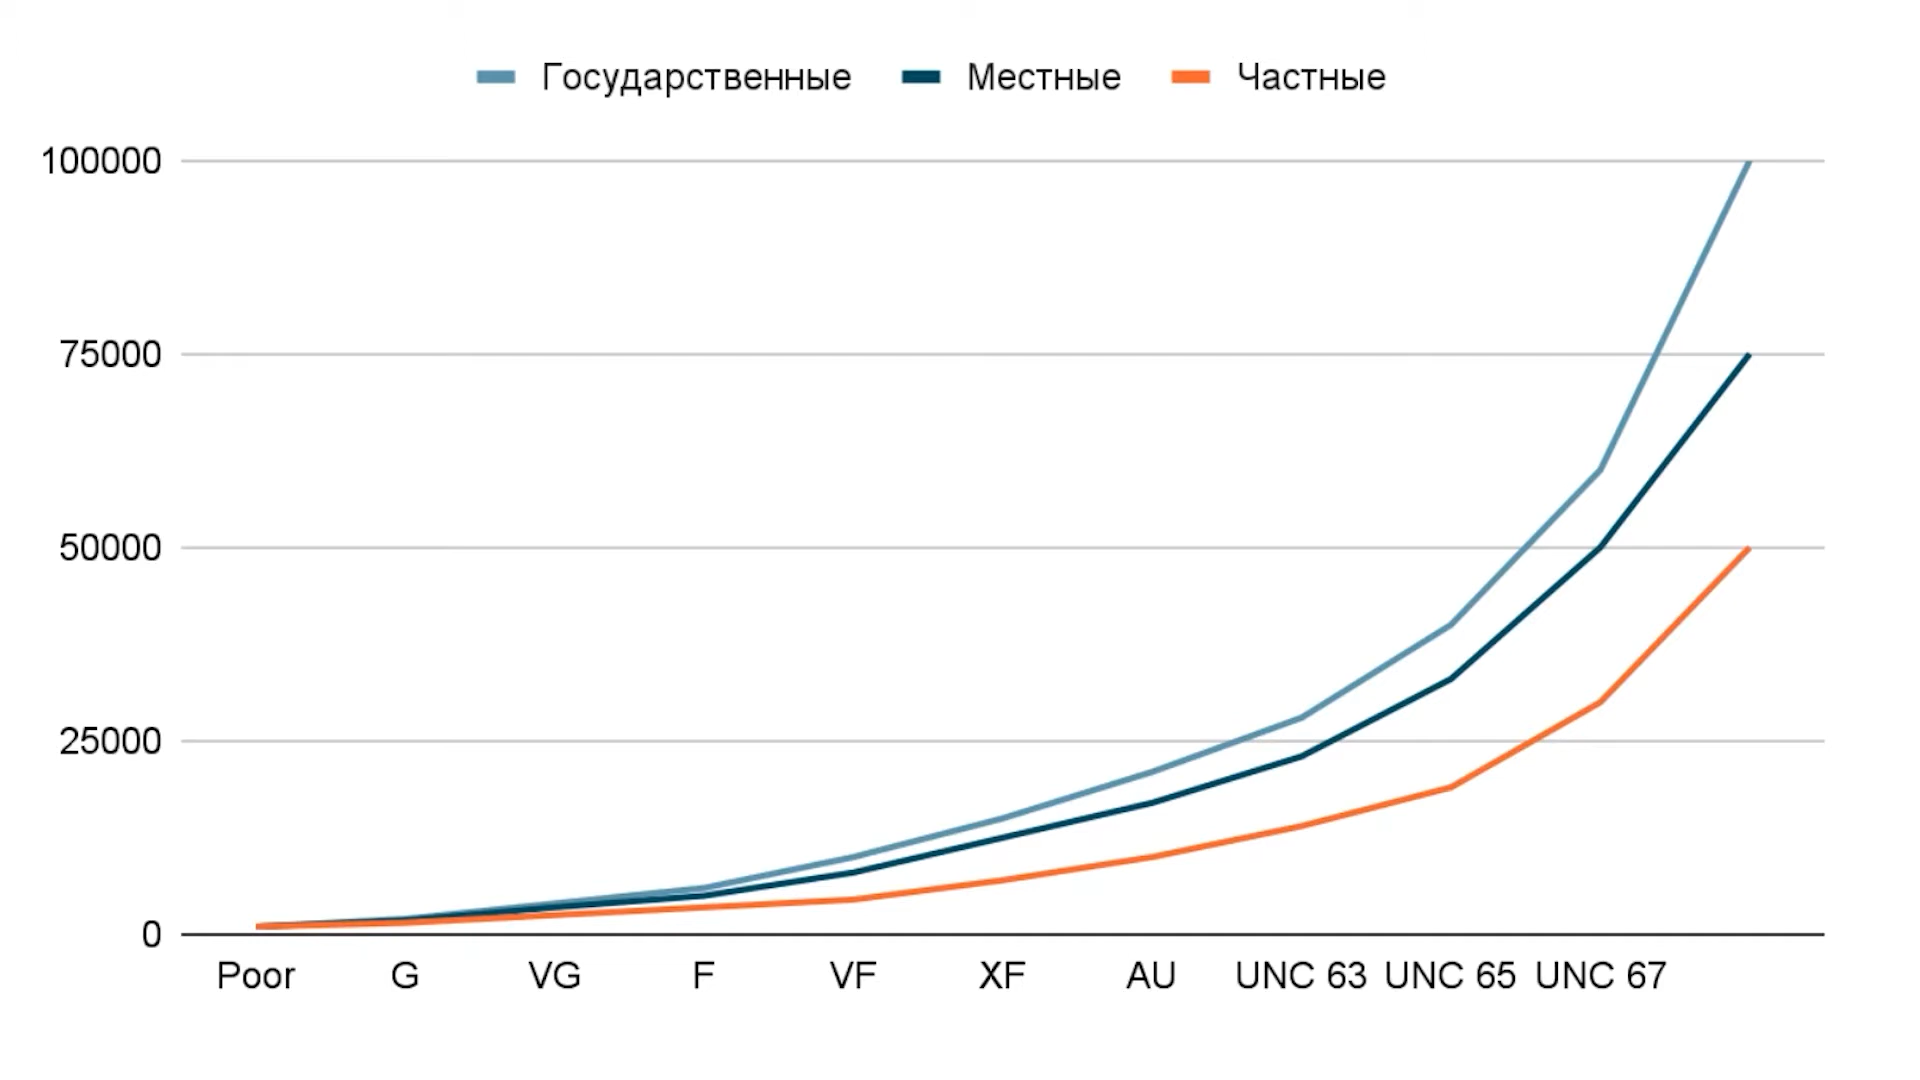 Государственные Местные Частные
100000
75000
50000
25000
0
Poor G VG F VF XF AU UNC 63 UNC 65 UNC 67